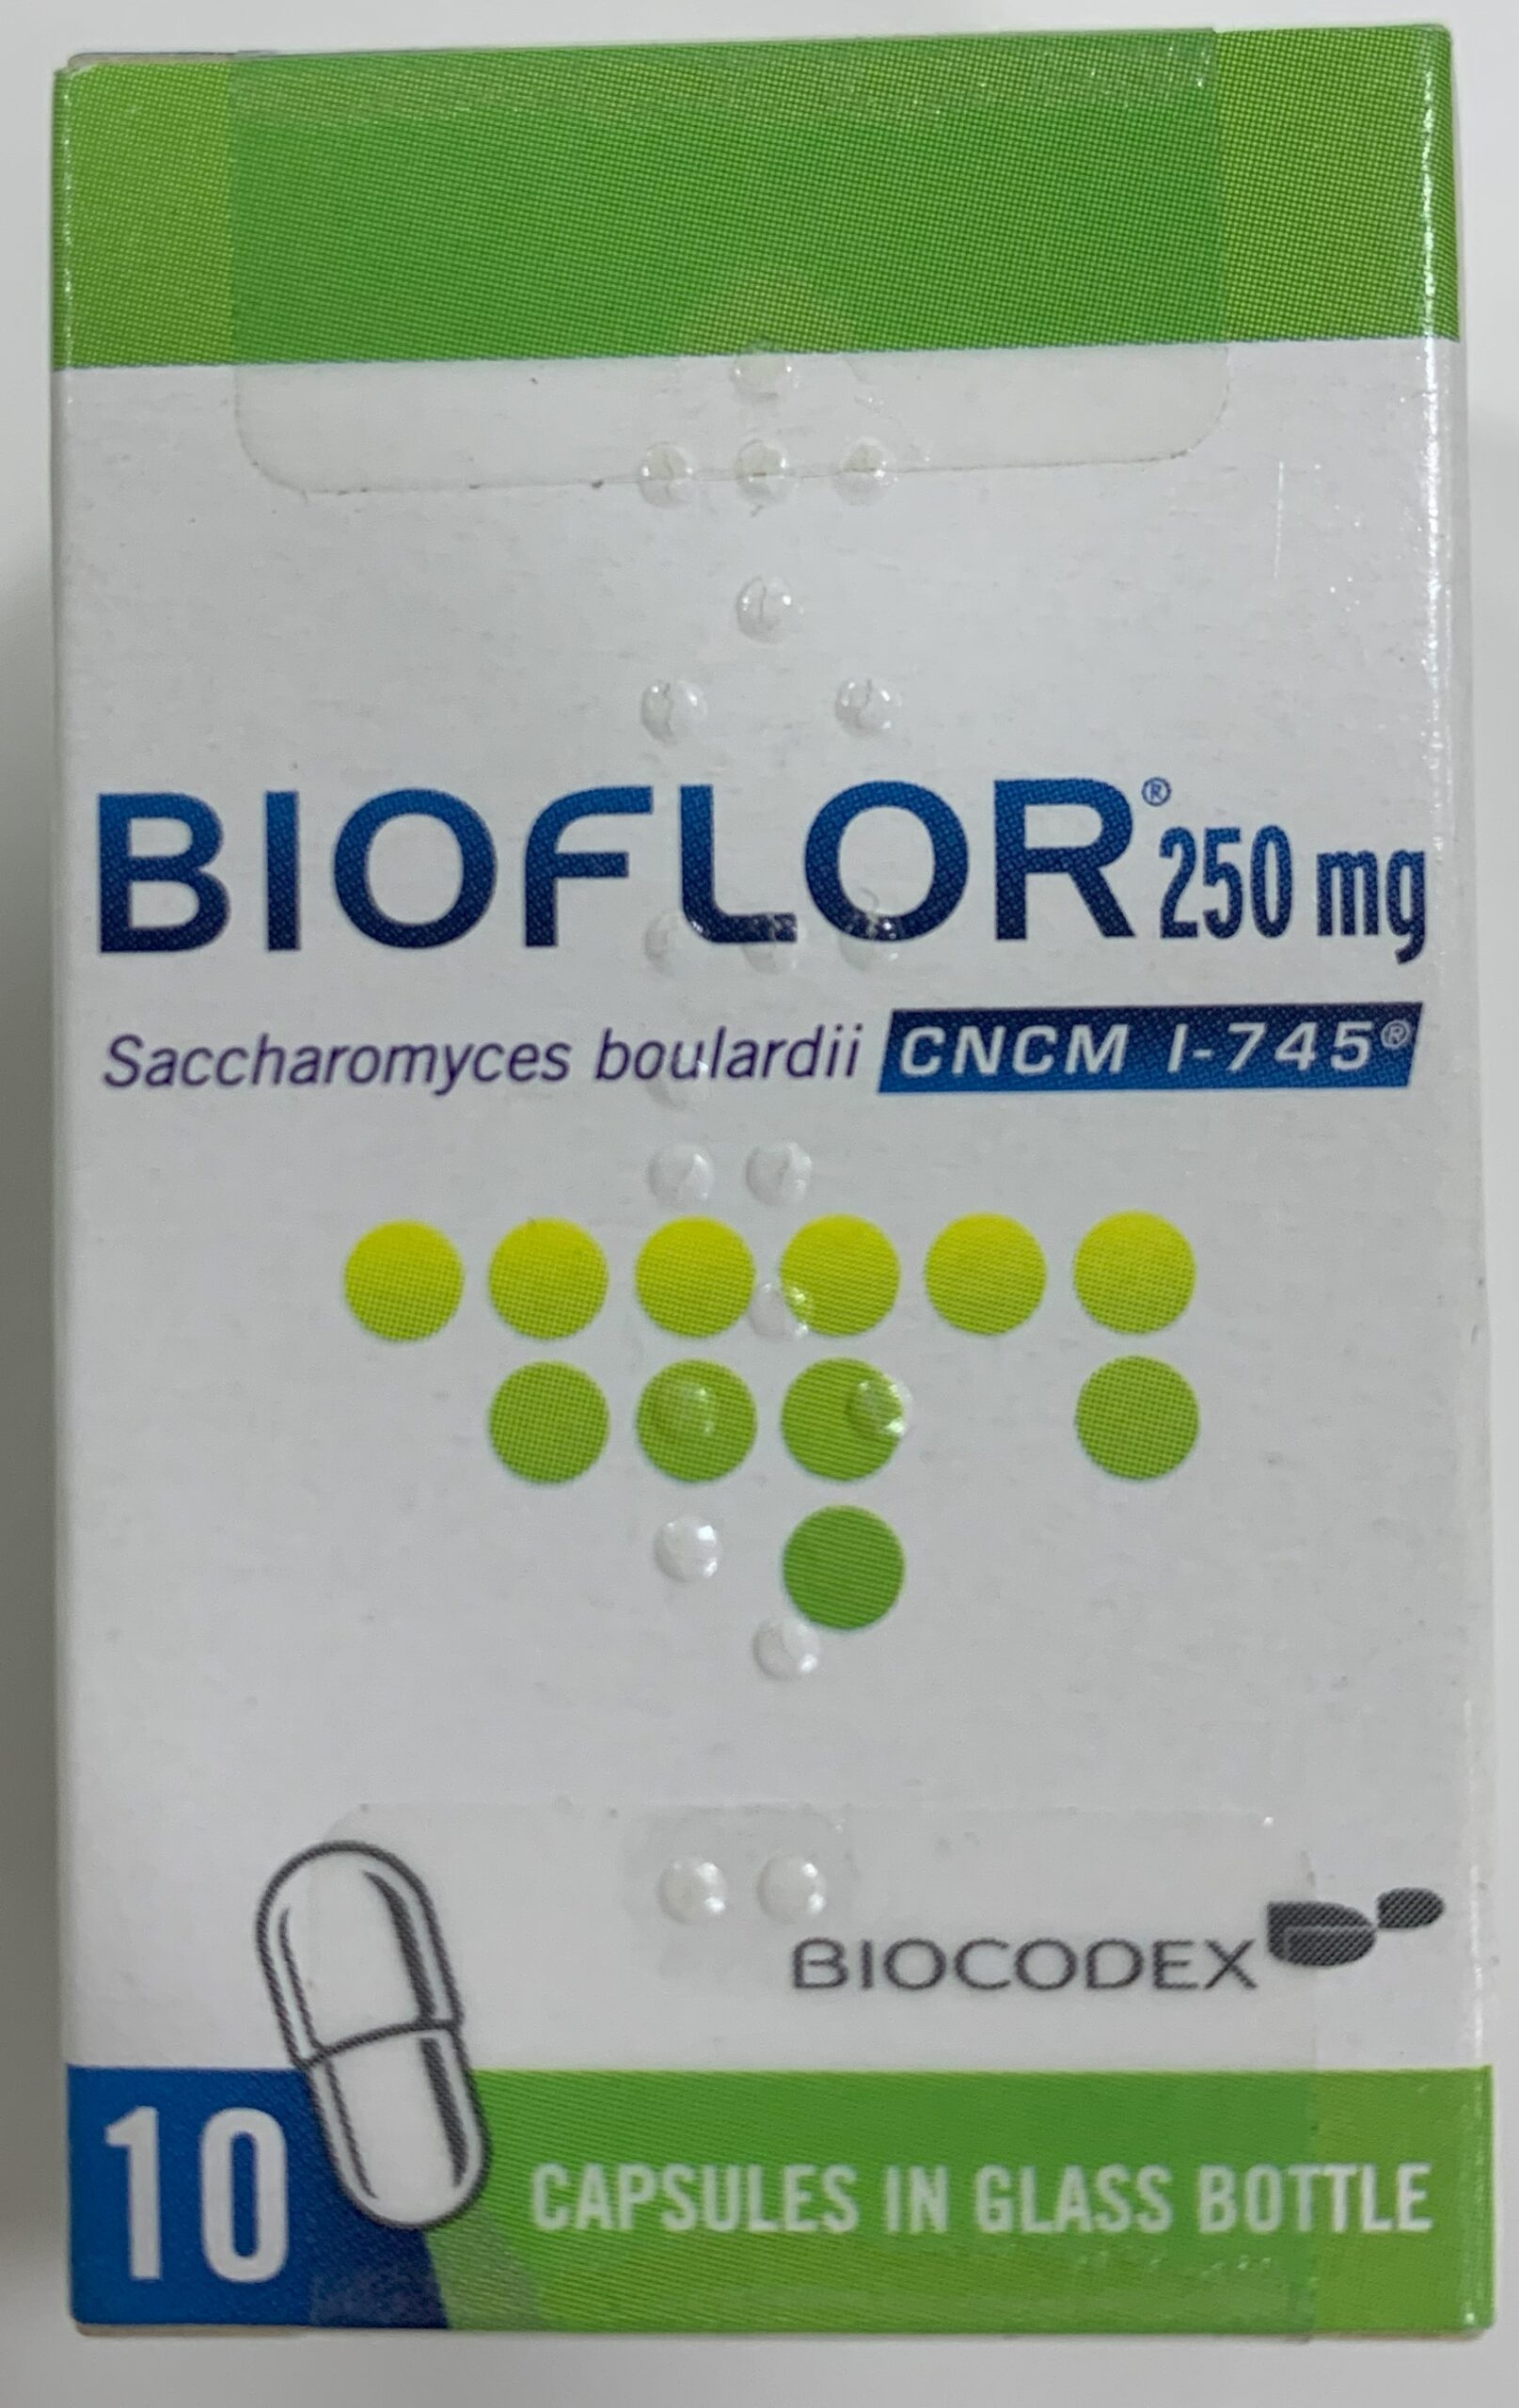 BIOFLOR® 250 mg
Saccharomyces boulardii CNCM I-745®
BIOCODEX
10 CAPSULES IN GLASS BOTTLE